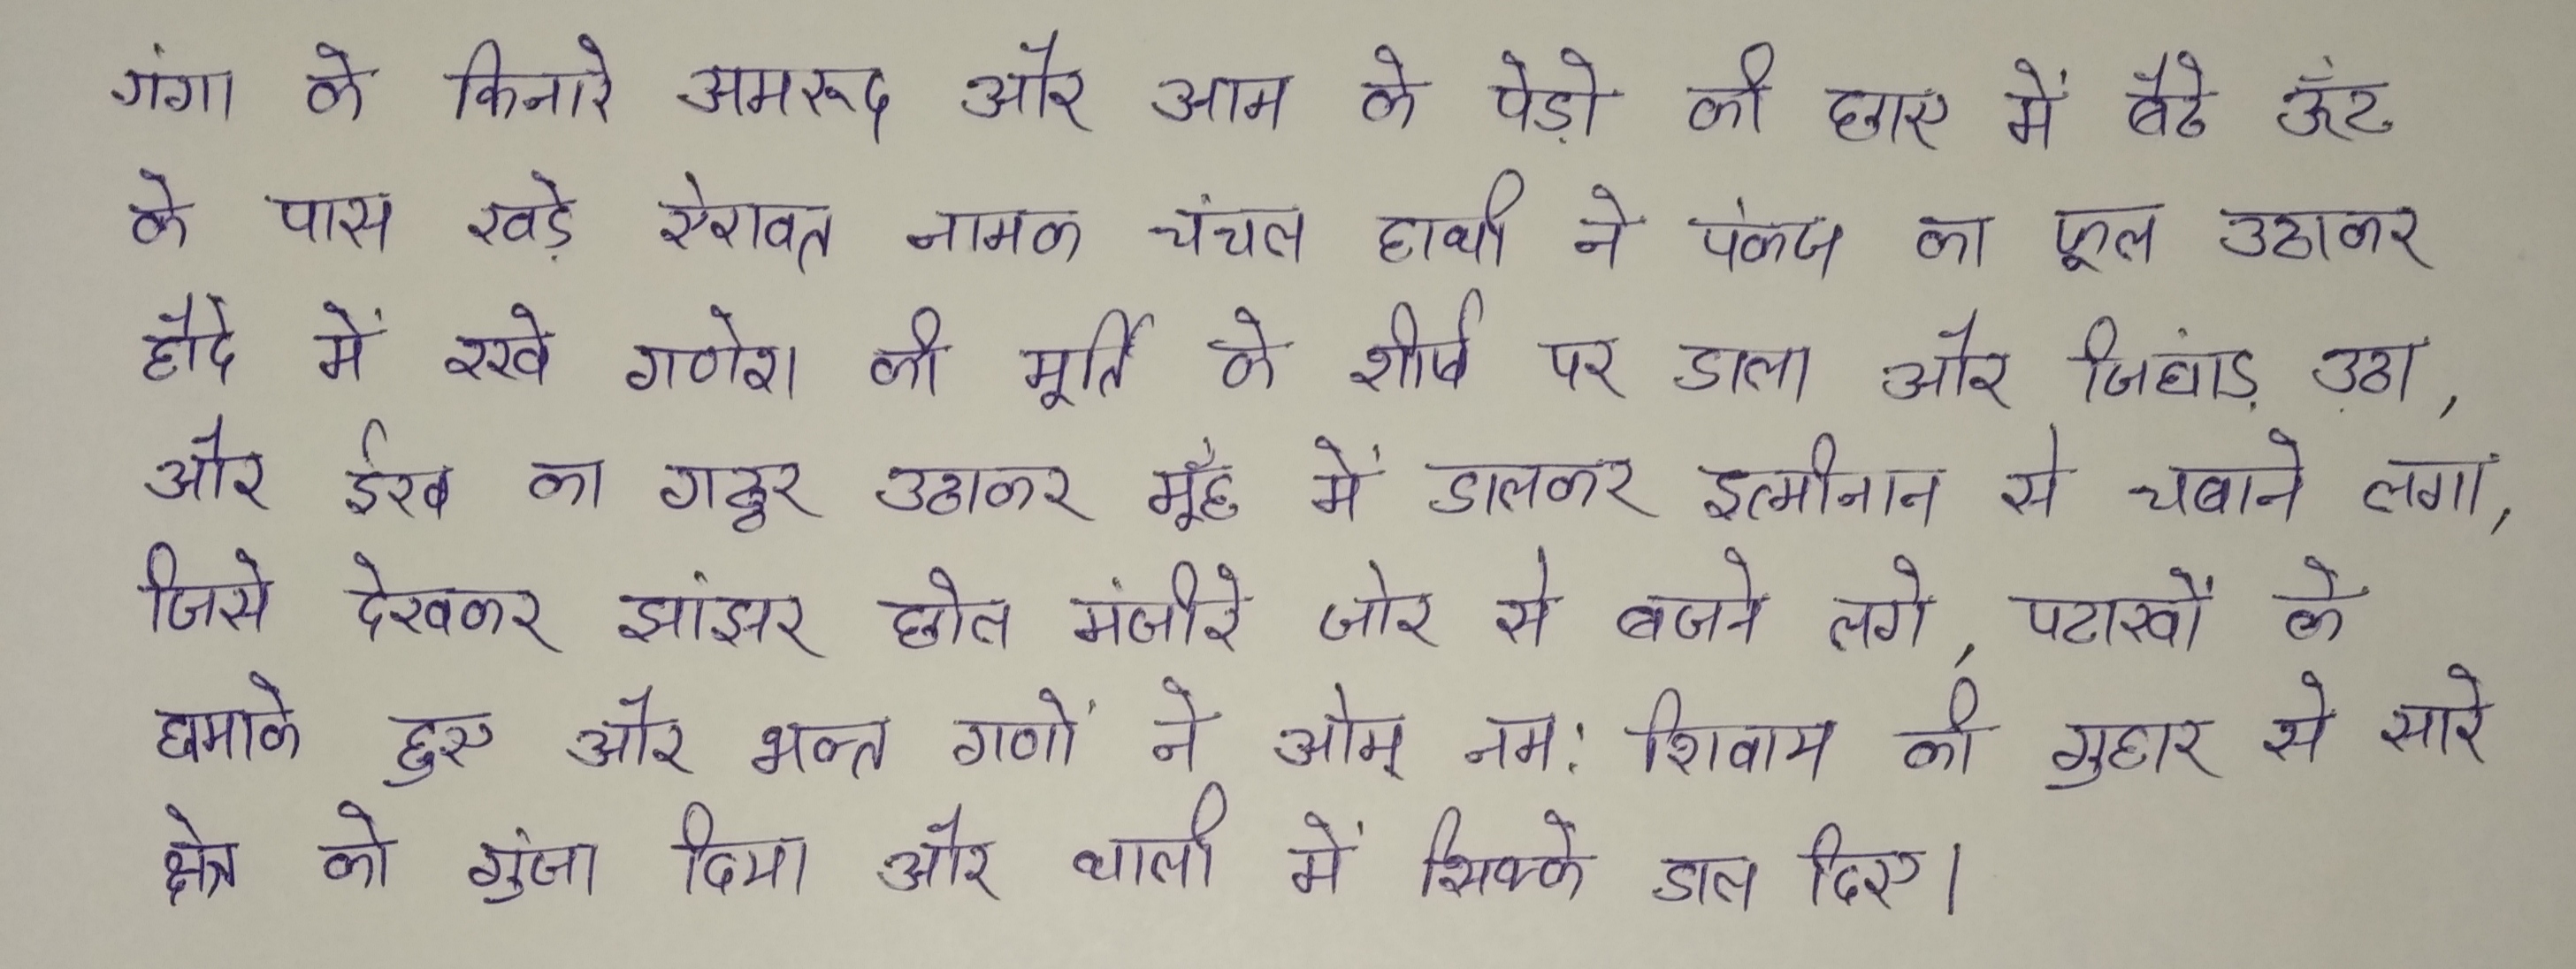 गंगा के किनारे अमरूद और आम के पेड़ो की छाए में बैठे ऊँट
के पास खड़े ऐरावत नामक चंचल हाथी ने पंकज का फूल उठाकर
हौदे में रखे गणेश की मूर्ति के शीर्ष पर डाला और जिघांड़ उठा,
और ईख का गट्ठर उठाकर मूँह में डालकर इत्मीनान से चबाने लगा,
जिसे देखकर झांझर ढोल मंजीरे जोर से बजने लगे, पटाखों के
धमाके हुए और भक्त गणों ने ओम् नम: शिवाय की गुहार से सारे
क्षेत्र को गुंजा दिया और थाली में सिक्के डाल दिए।